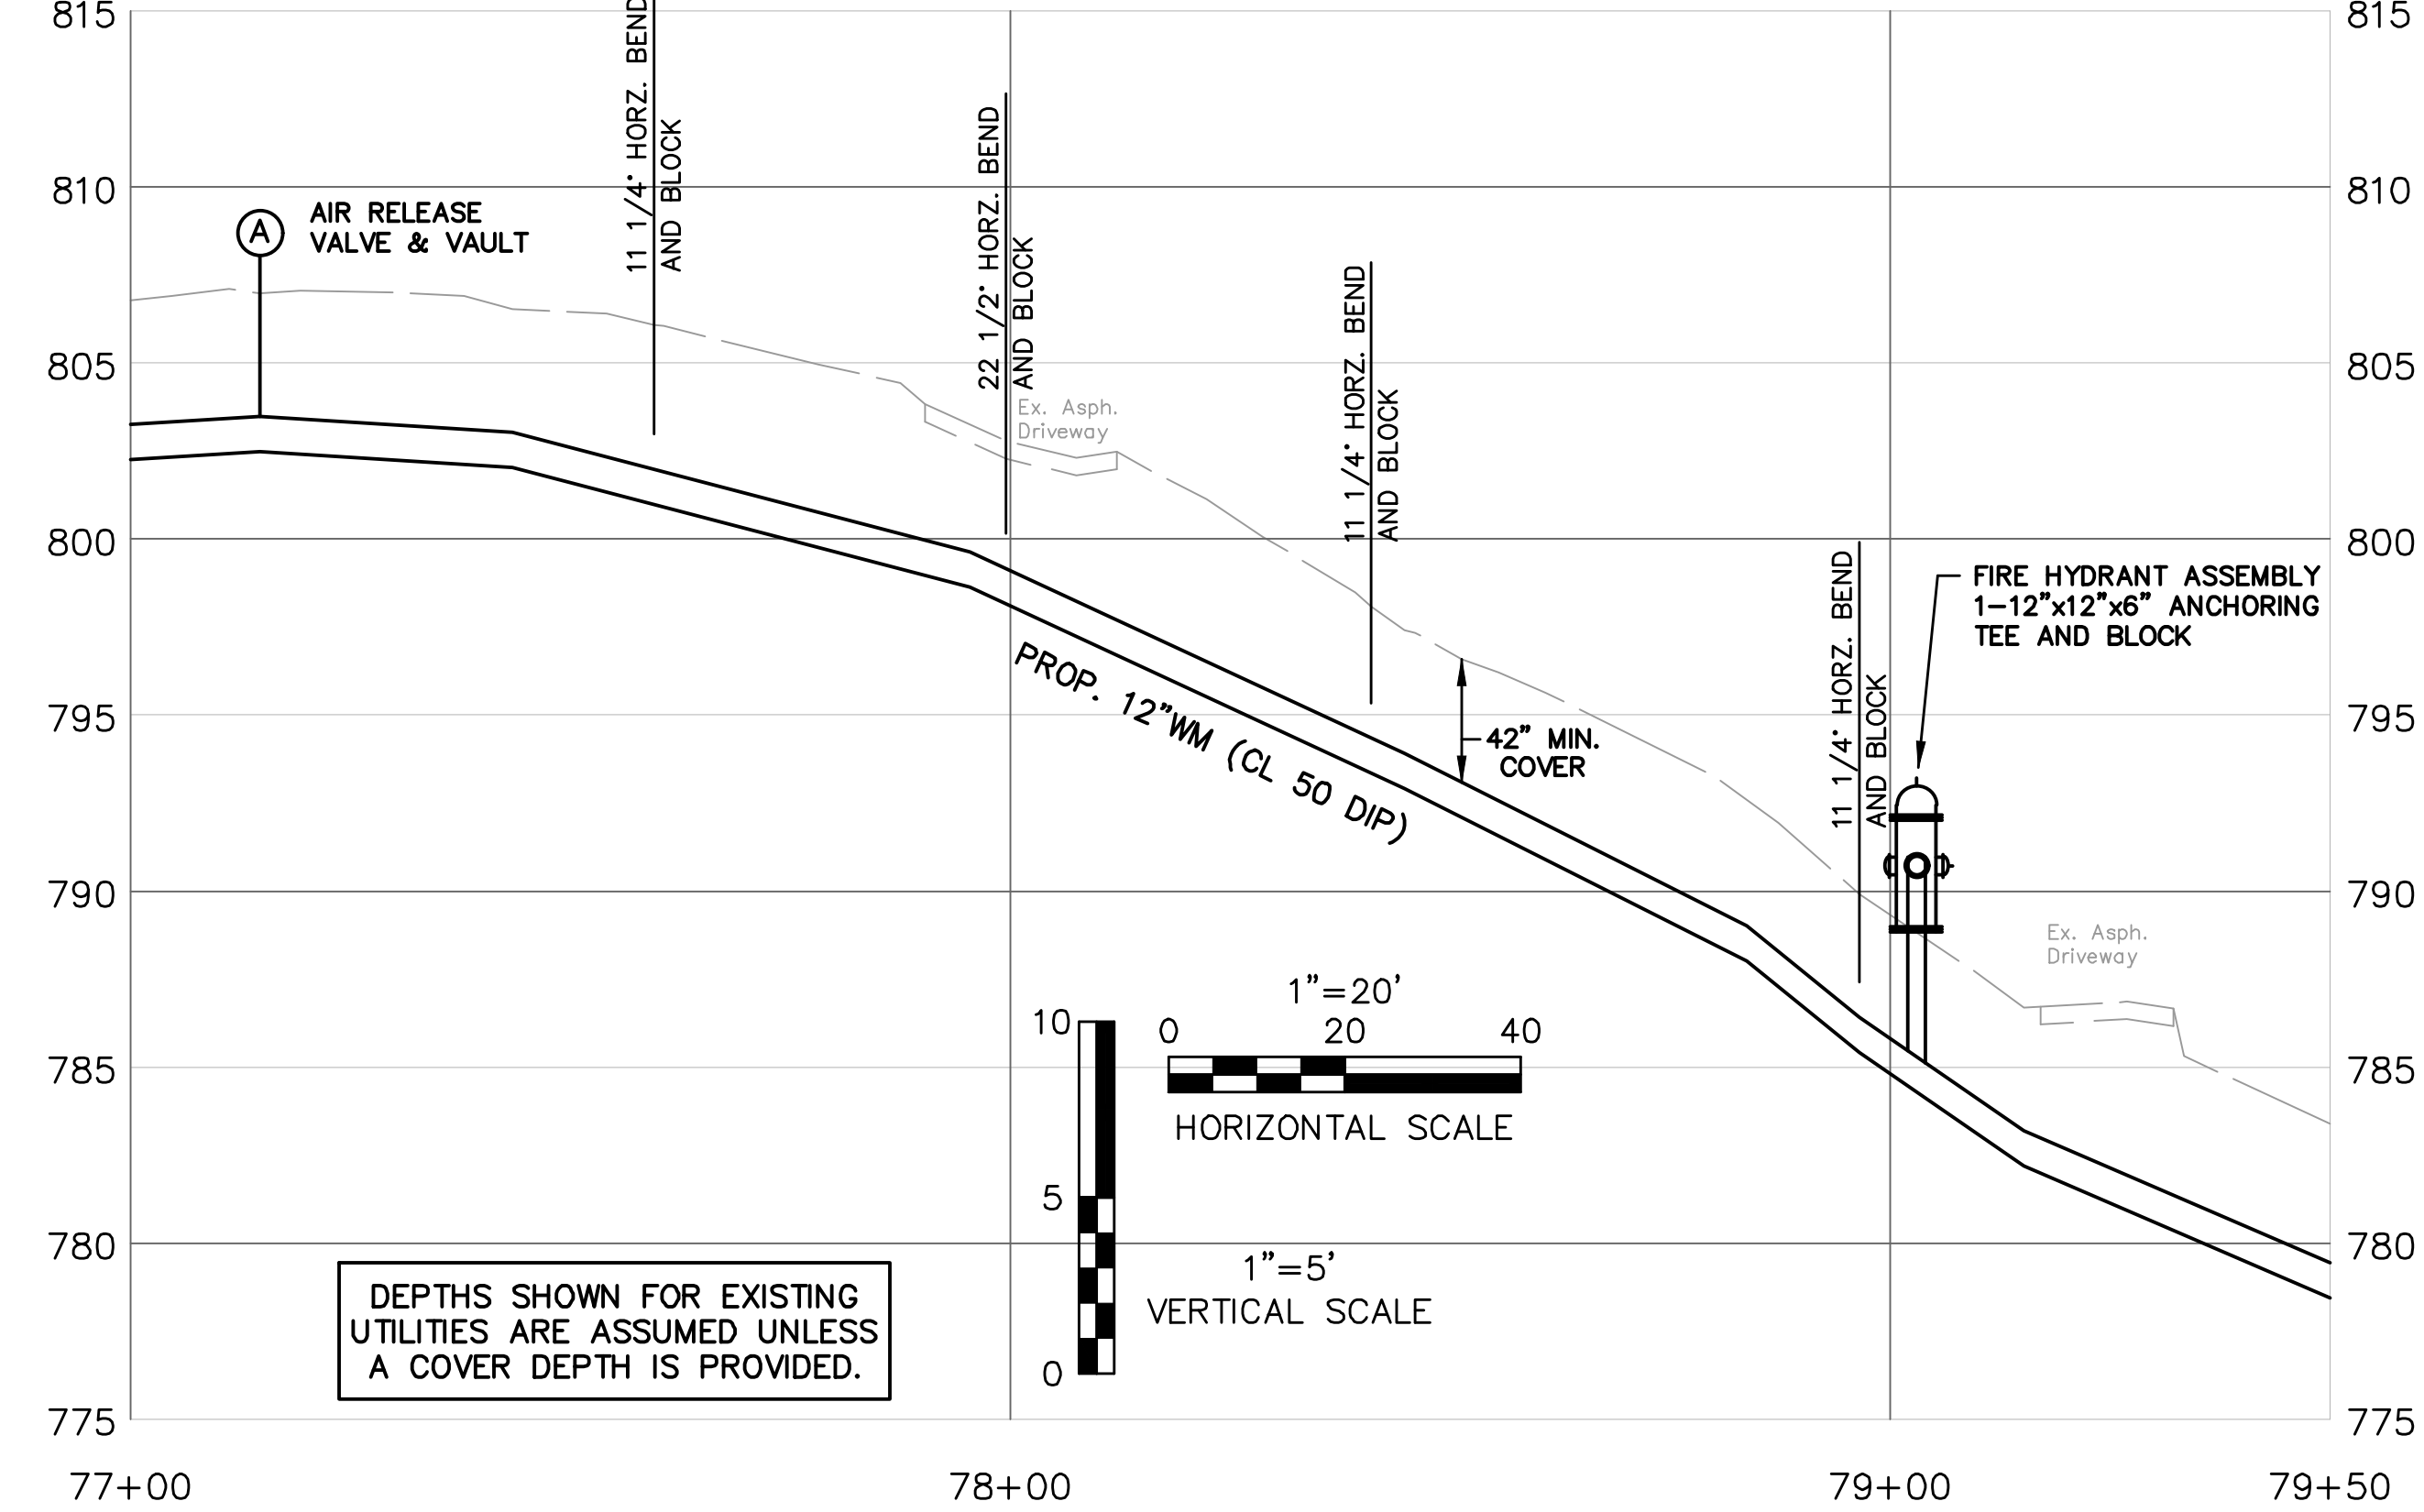 815
815
11 1/4° HORZ. BEND
AND BLOCK
22 1/2° HORZ. BEND
AND BLOCK
810
810
AIR RELEASE
VALVE & VAULT
A
11 1/4° HORZ. BEND
AND BLOCK
805
805
Ex. Asph.
Driveway
800
800
11 1/4° HORZ. BEND
AND BLOCK
FIRE HYDRANT ASSEMBLY
1-12"x12"x6" ANCHORING
TEE AND BLOCK
PROP. 12"WM (CL 50 DIP)
795
795
42" MIN.
COVER
790
790
Ex. Asph.
Driveway
1"=20'
10
0 20 40
785
785
HORIZONTAL SCALE
5
780
780
1"=5'
VERTICAL SCALE
0
DEPTHS SHOWN FOR EXISTING
UTILITIES ARE ASSUMED UNLESS
A COVER DEPTH IS PROVIDED.
775
775
77+00 78+00 79+00 79+50